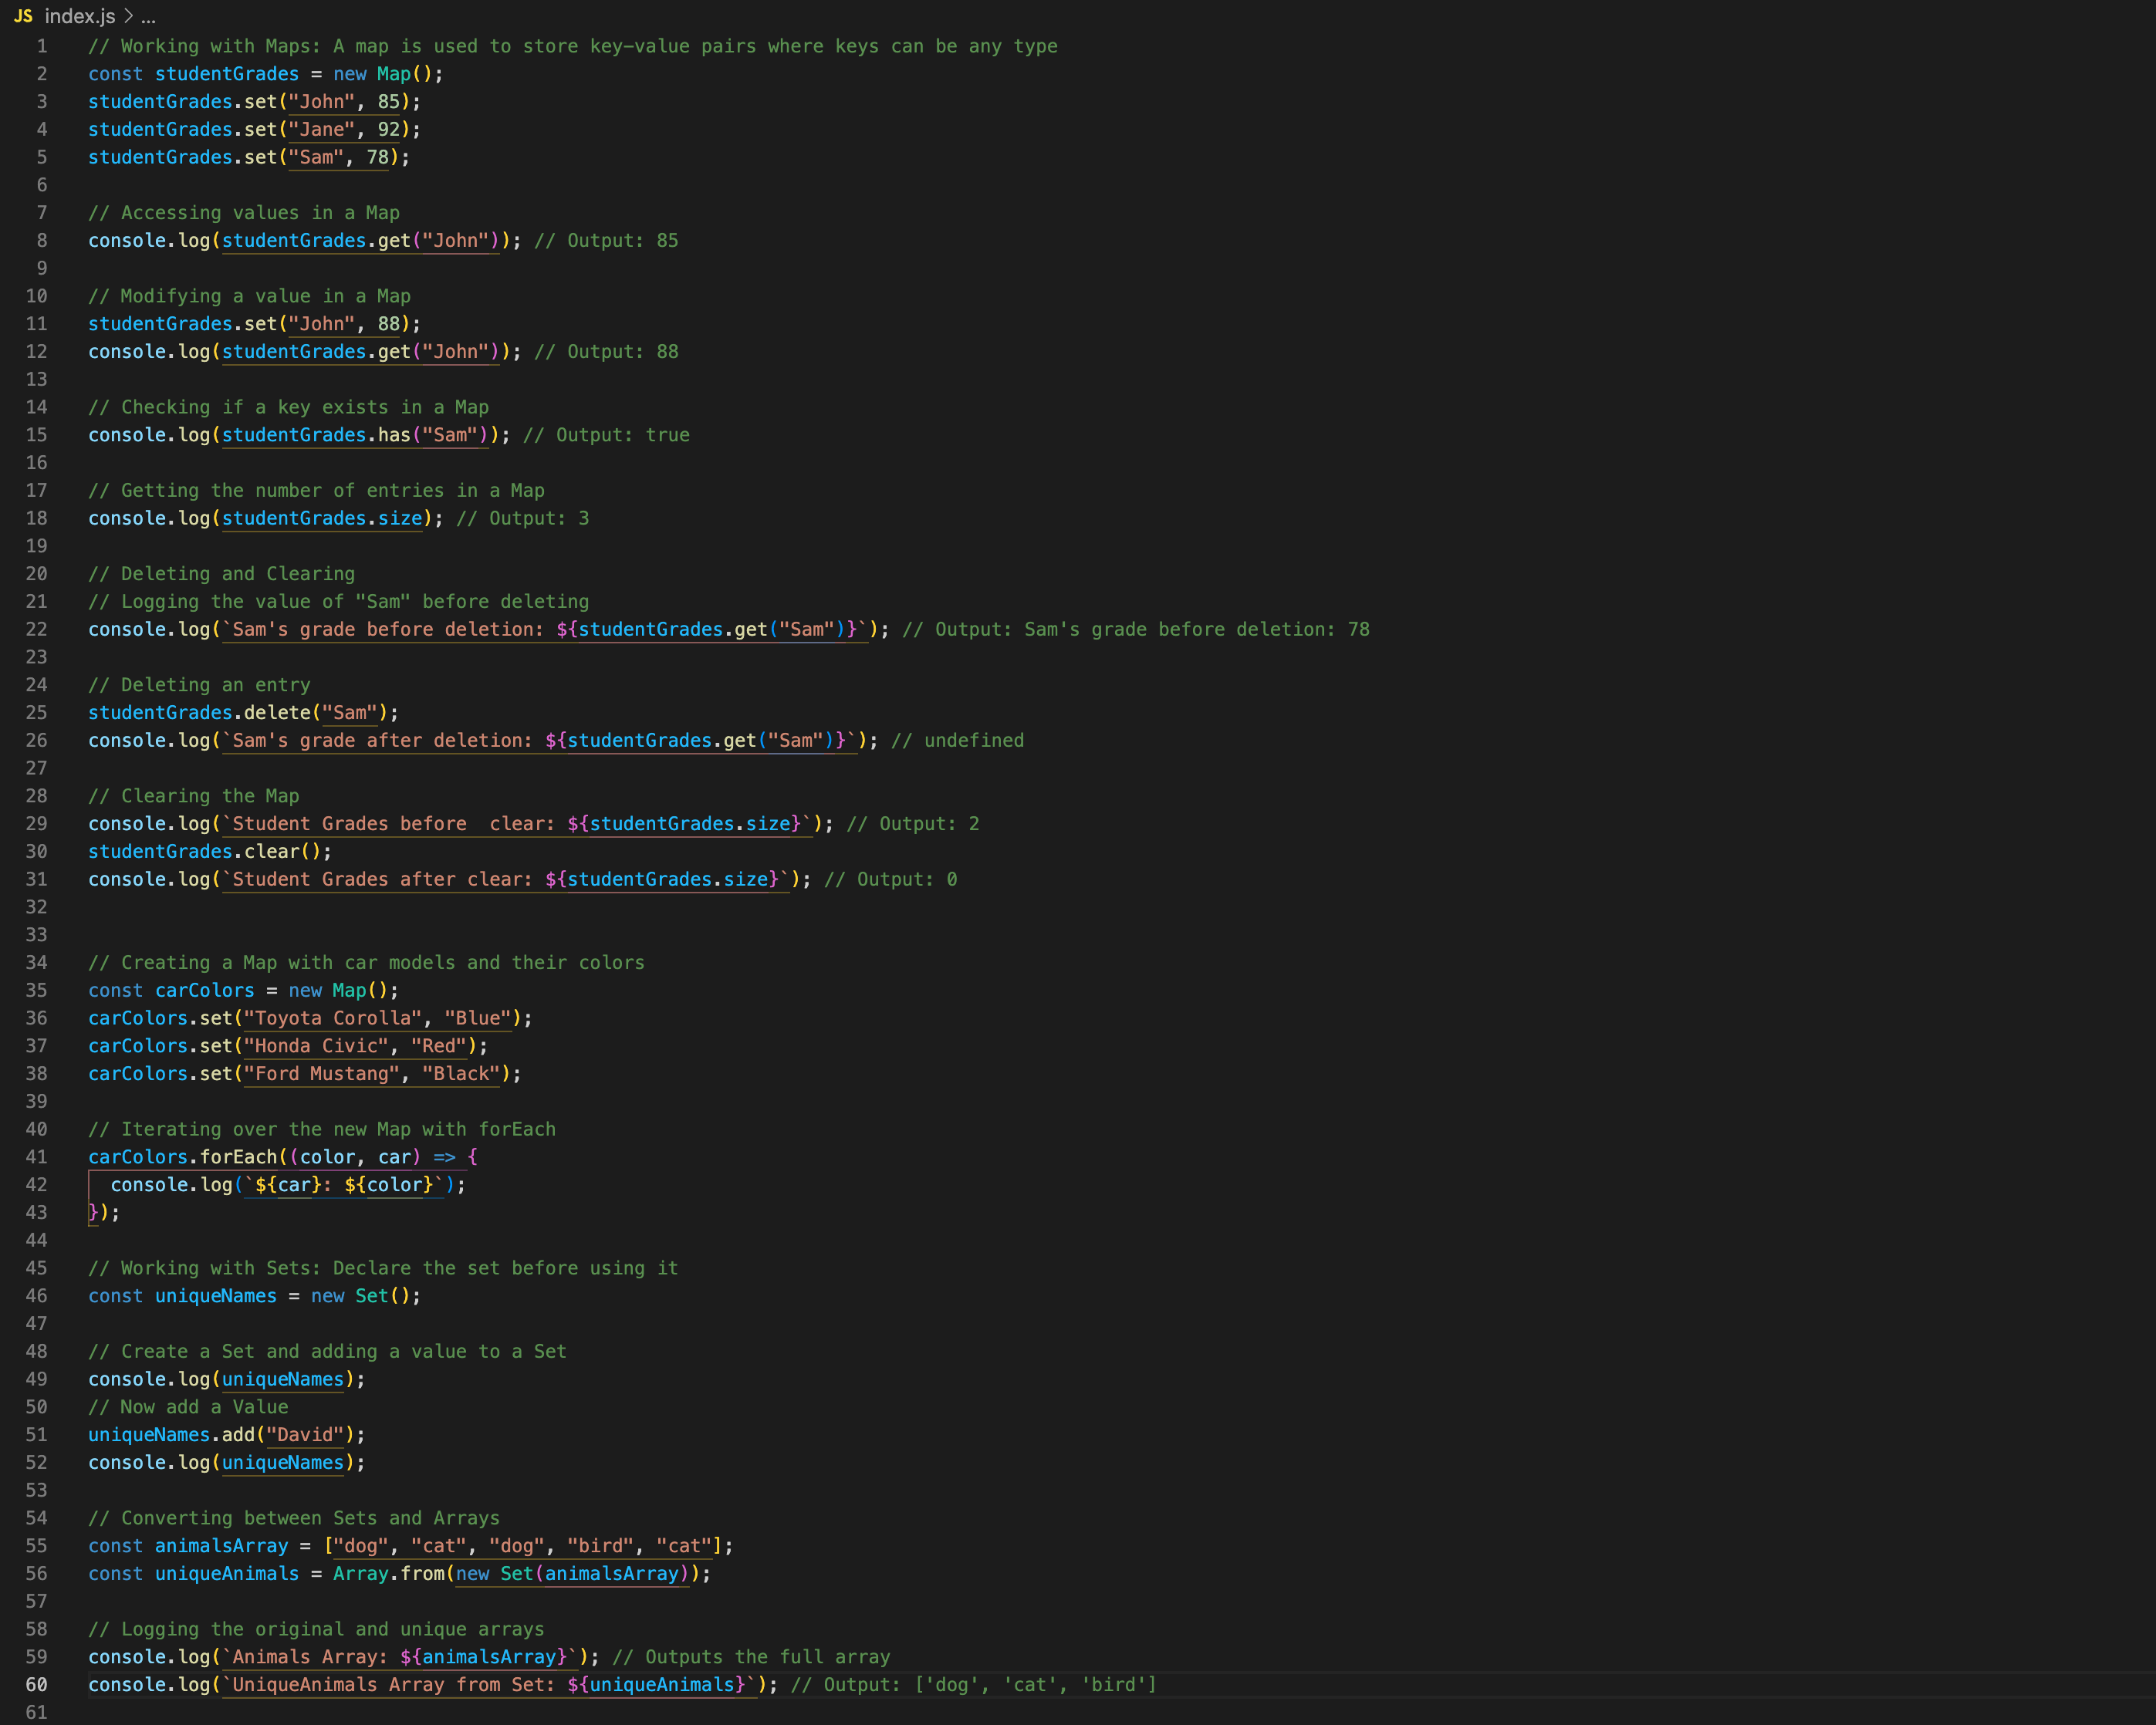 JS index.js > ...
1 // Working with Maps: A map is used to store key-value pairs where keys can be any type
2 const studentGrades = new Map();
3 studentGrades.set("John", 85);
4 studentGrades.set("Jane", 92);
5 studentGrades.set("Sam", 78);
6
7 // Accessing values in a Map
8 console.log(studentGrades.get("John")); // Output: 85
9
10 // Modifying a value in a Map
11 studentGrades.set("John", 88);
12 console.log(studentGrades.get("John")); // Output: 88
13
14 // Checking if a key exists in a Map
15 console.log(studentGrades.has("Sam")); // Output: true
16
17 // Getting the number of entries in a Map
18 console.log(studentGrades.size); // Output: 3
19
20 // Deleting and Clearing
21 // Logging the value of "Sam" before deleting
22 console.log(`Sam's grade before deletion: ${studentGrades.get("Sam")}`); // Output: Sam's grade before deletion: 78
23
24 // Deleting an entry
25 studentGrades.delete("Sam");
26 console.log(`Sam's grade after deletion: ${studentGrades.get("Sam")}`); // undefined
27
28 // Clearing the Map
29 console.log(`Student Grades before  clear: ${studentGrades.size}`); // Output: 2
30 studentGrades.clear();
31 console.log(`Student Grades after clear: ${studentGrades.size}`); // Output: 0
32
33
34 // Creating a Map with car models and their colors
35 const carColors = new Map();
36 carColors.set("Toyota Corolla", "Blue");
37 carColors.set("Honda Civic", "Red");
38 carColors.set("Ford Mustang", "Black");
39
40 // Iterating over the new Map with forEach
41 carColors.forEach((color, car) => {
42   console.log(`${car}: ${color}`);
43 });
44
45 // Working with Sets: Declare the set before using it
46 const uniqueNames = new Set();
47
48 // Create a Set and adding a value to a Set
49 console.log(uniqueNames);
50 // Now add a Value
51 uniqueNames.add("David");
52 console.log(uniqueNames);
53
54 // Converting between Sets and Arrays
55 const animalsArray = ["dog", "cat", "dog", "bird", "cat"];
56 const uniqueAnimals = Array.from(new Set(animalsArray));
57
58 // Logging the original and unique arrays
59 console.log(`Animals Array: ${animalsArray}`); // Outputs the full array
60 console.log(`UniqueAnimals Array from Set: ${uniqueAnimals}`); // Output: ['dog', 'cat', 'bird']
61